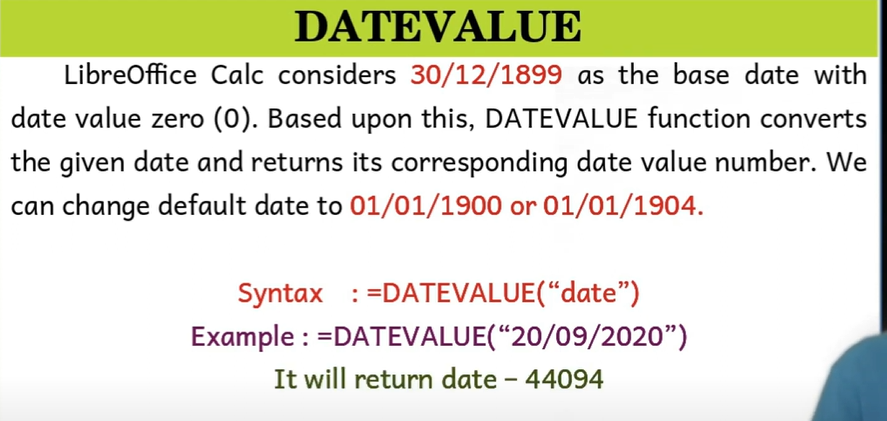 DATEVALUE
LibreOffice Calc considers 30/12/1899 as the base date with
date value zero (0). Based upon this, DATEVALUE function converts
the given date and returns its corresponding date value number. We
can change default date to 01/01/1900 or 01/01/1904.
Syntax : =DATEVALUE(“date”)
Example : =DATEVALUE(“20/09/2020”)
It will return date – 44094